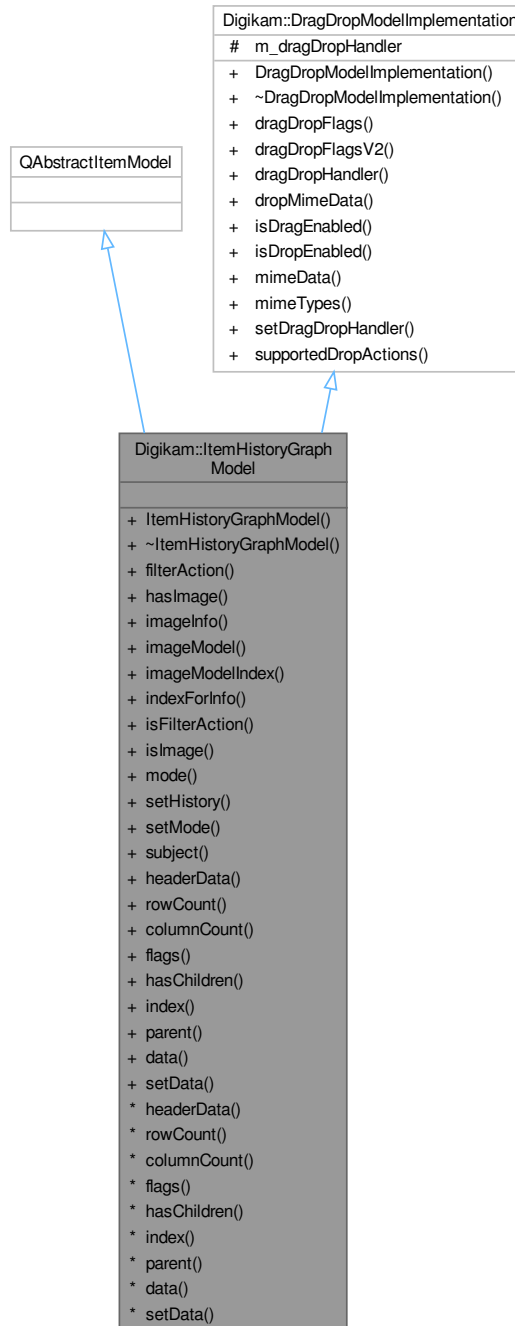 Digikam::DragDropModelImplementation
# m_dragDropHandler
+ DragDropModelImplementation()
+ ~DragDropModelImplementation()
+ dragDropFlags()
+ dragDropFlagsV2()
+ dragDropHandler()
+ dropMimeData()
+ isDragEnabled()
+ isDropEnabled()
+ mimeData()
+ mimeTypes()
+ setDragDropHandler()
+ supportedDropActions()
QAbstractItemModel
Digikam::ItemHistoryGraph
Model
+ ItemHistoryGraphModel()
+ ~ItemHistoryGraphModel()
+ filterAction()
+ hasImage()
+ imageInfo()
+ imageModel()
+ imageModelIndex()
+ indexForInfo()
+ isFilterAction()
+ isImage()
+ mode()
+ setHistory()
+ setMode()
+ subject()
+ headerData()
+ rowCount()
+ columnCount()
+ flags()
+ hasChildren()
+ index()
+ parent()
+ data()
+ setData()
* headerData()
* rowCount()
* columnCount()
* flags()
* hasChildren()
* index()
* parent()
* data()
* setData()